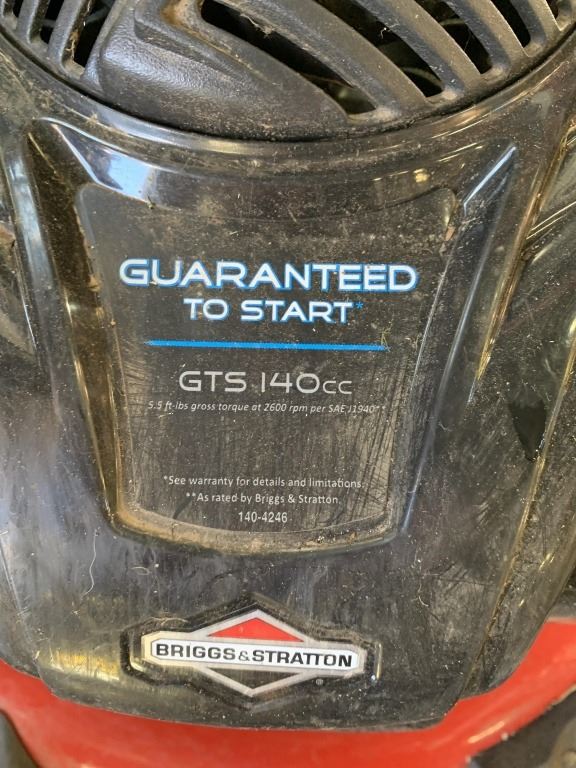 GUARANTEED
TO START*
GTS 140cc
5.5 ft-lbs gross torque at 2600 rpm per SAE J1940**
*See warranty for details and limitations.
**As rated by Briggs & Stratton.
140-4246
BRIGGS&STRATTON
®